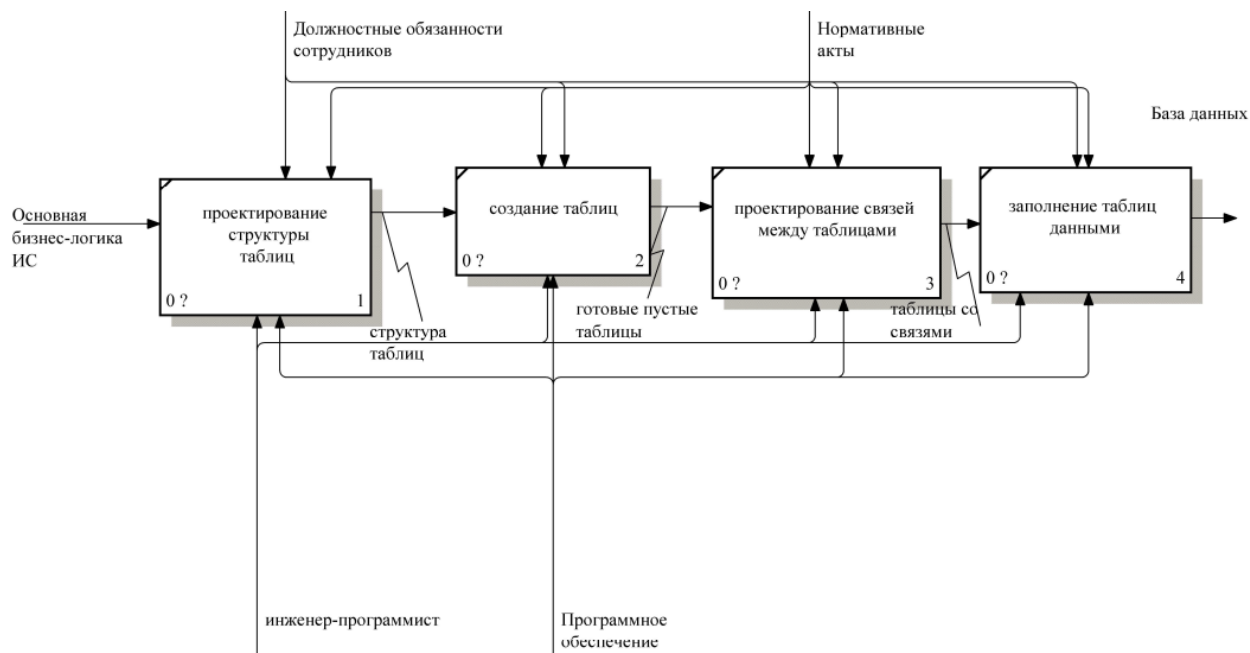 Должностные обязанности
сотрудников
Нормативные
акты
База данных
Основная
бизнес-логика
ИС
проектирование
структуры
таблиц
0 ?
1
создание таблиц
0 ?
2
проектирование связей
между таблицами
0 ?
3
заполнение таблиц
данными
0 ?
4
структура
таблиц
готовые пустые
таблицы
таблицы со
связями
инженер-программист
Программное
обеспечение